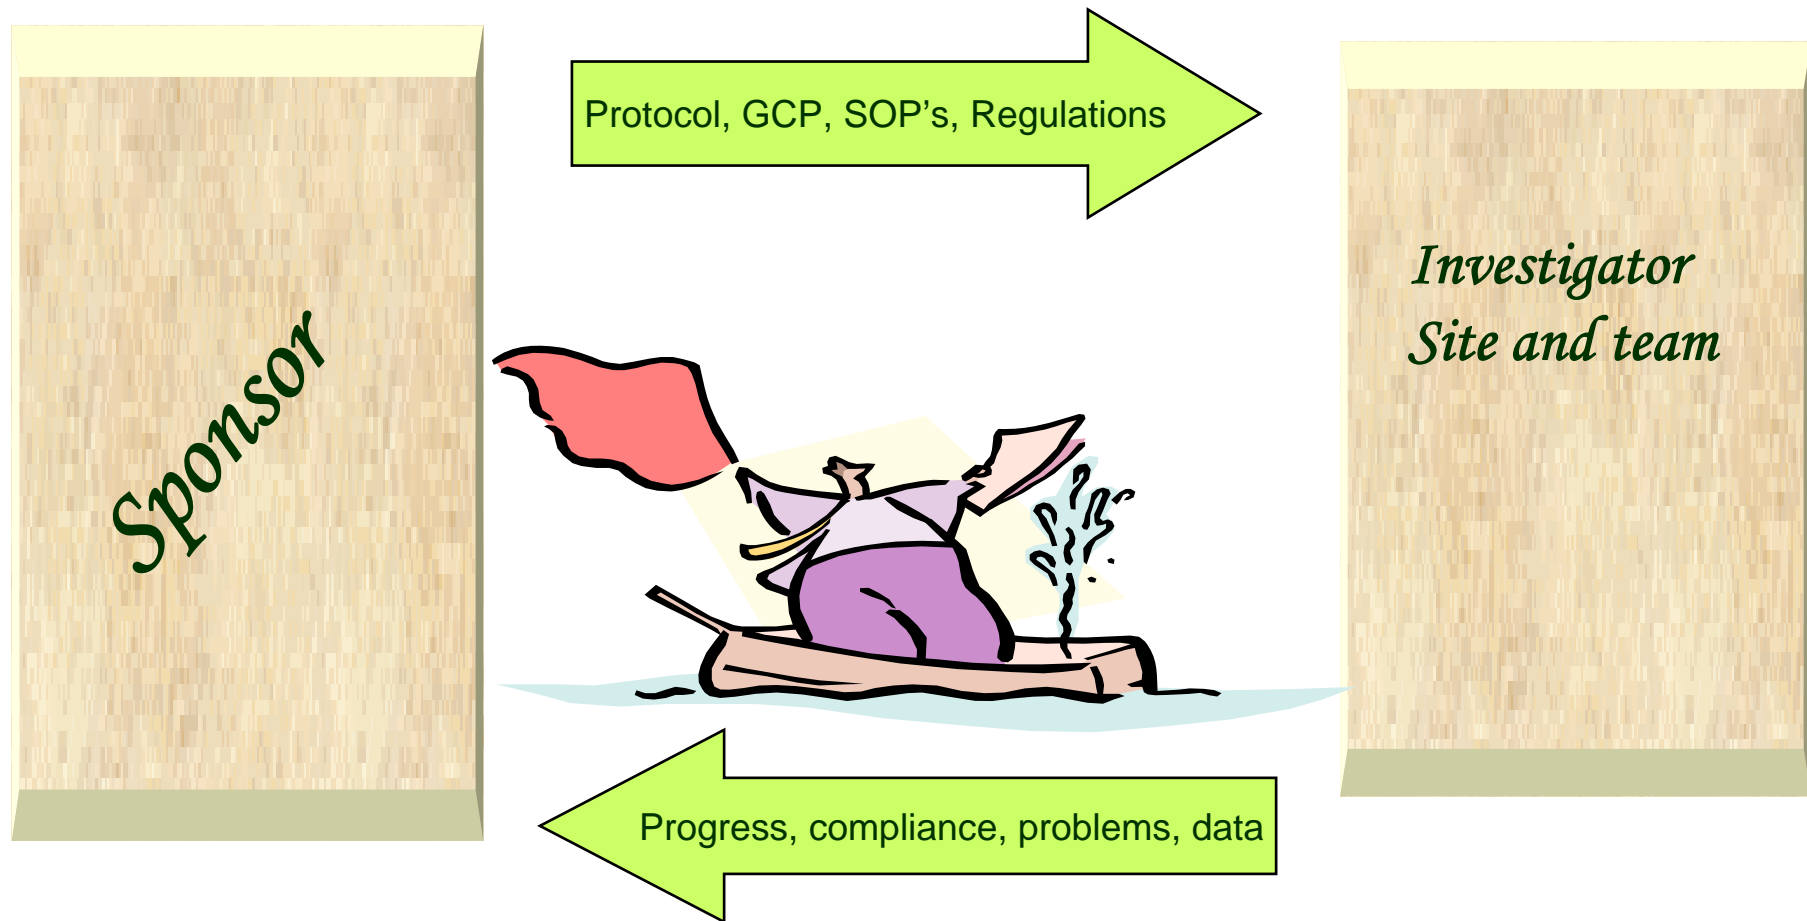 Protocol, GCP, SOP’s, Regulations
Sponsor
Investigator
Site and team
Progress, compliance, problems, data